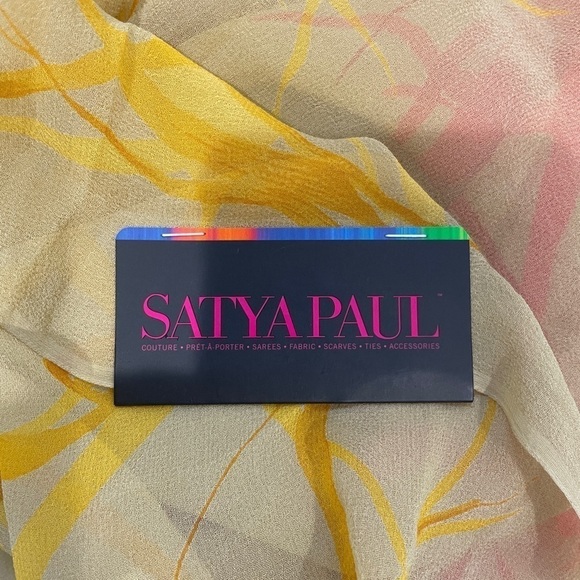 SATYA PAUL™
COUTURE • PRÊT-À-PORTER • SAREES • FABRIC • SCARVES • TIES • ACCESSORIES